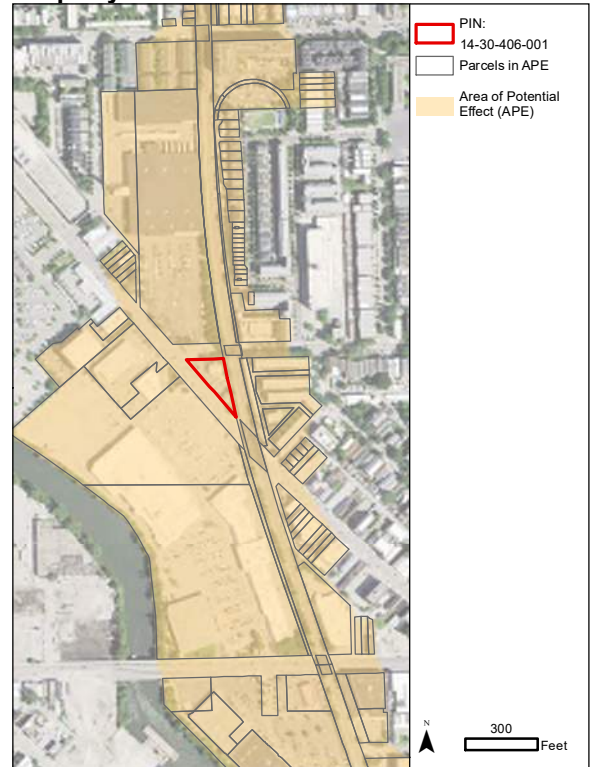 PIN:
14-30-406-001
Parcels in APE
Area of Potential
Effect (APE)
N
300
Feet